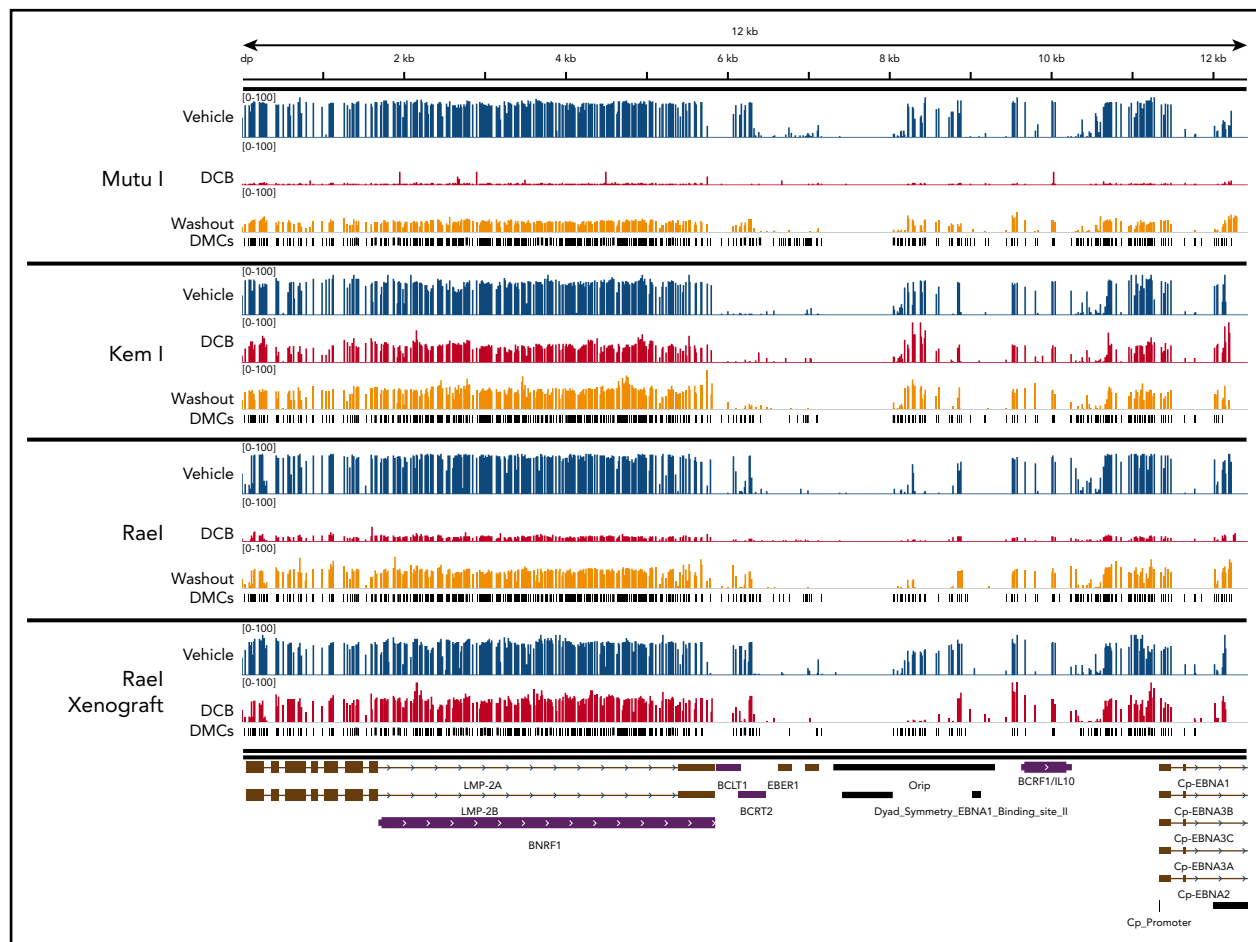 12 kb
dp 2 kb 4 kb 6 kb 8 kb 10 kb 12 kb
[0-100]
Vehicle
[0-100]
Mutu I DCB
[0-100]
Washout
DMCs
[0-100]
Vehicle
[0-100]
Kem I DCB
[0-100]
Washout
DMCs
[0-100]
Vehicle
[0-100]
Rael DCB
[0-100]
Washout
DMCs
[0-100]
Vehicle
Rael
Xenograft
[0-100]
DCB
DMCs
LMP-2A BCLT1 EBER1 Orip BCRF1/IL10 Cp-EBNA1
LMP-2B BCRT2 Dyad_Symmetry_EBNA1_Binding_site_II Cp-EBNA3B
BNRF1 Cp-EBNA3C
Cp-EBNA3A
Cp-EBNA2
Cp_Promoter